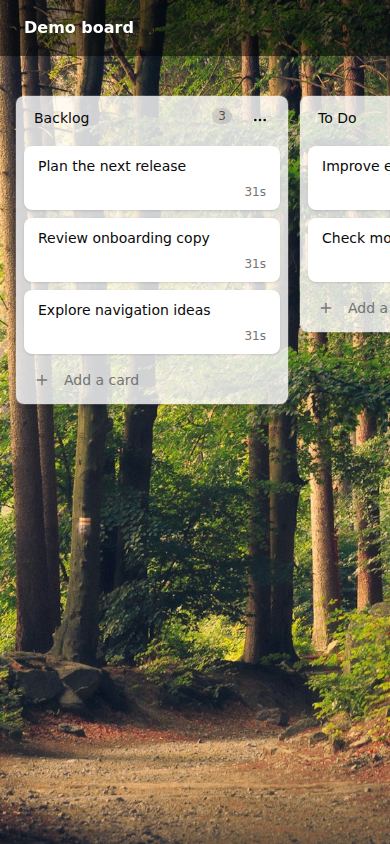 Demo board
Backlog 3
Plan the next release
31s
Review onboarding copy
31s
Explore navigation ideas
31s
Add a card
To Do
Improve
Check
Add a